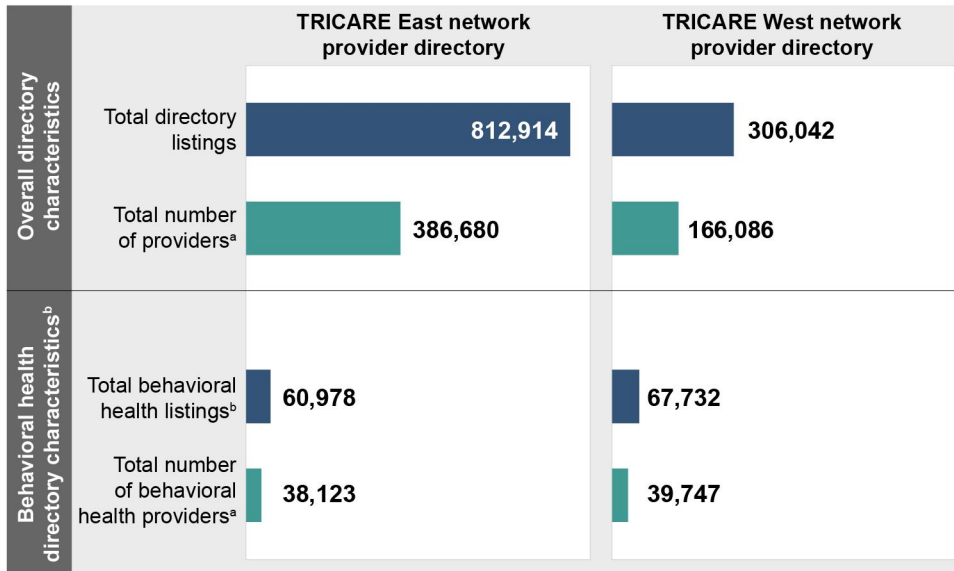 TRICARE East network
provider directory
TRICARE West network
provider directory
Overall directory
characteristics
Total directory
listings
812,914
306,042
Total number
of providersᵃ
386,680
166,086
Behavioral health
directory characteristicsᵇ
Total behavioral
health listingsᵇ
60,978
67,732
Total number
of behavioral
health providersᵃ
38,123
39,747